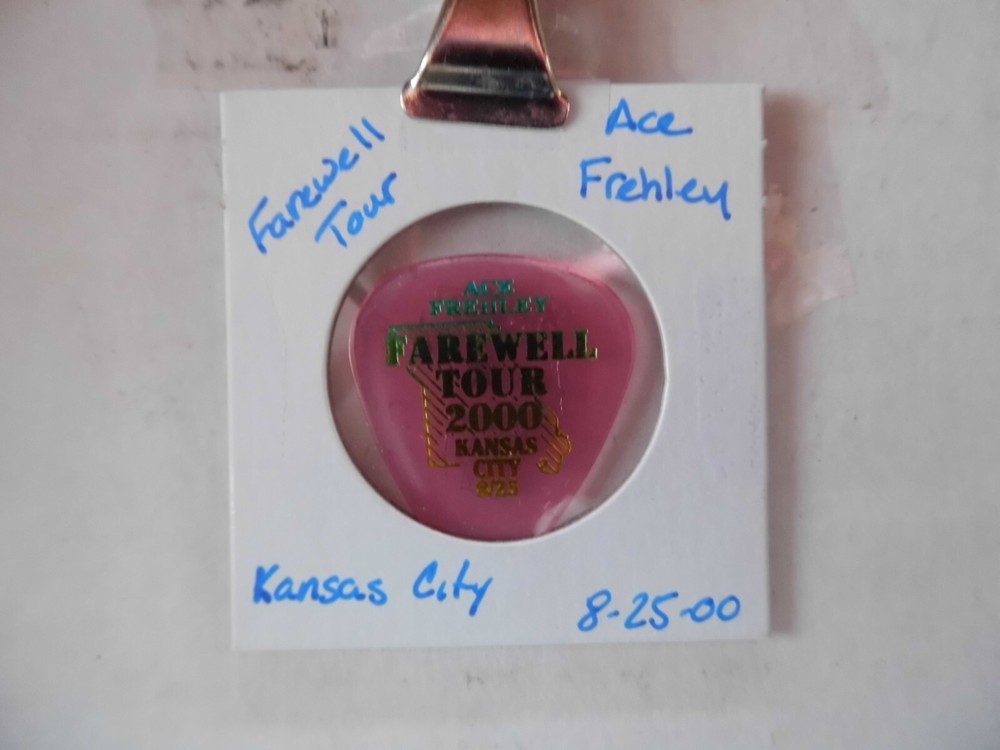 Farewell
Tour
Ace
Frehley
ACE
FREHLEY
FAREWELL
TOUR
2000
KANSAS
CITY
8/25
Kansas City
8-25-00